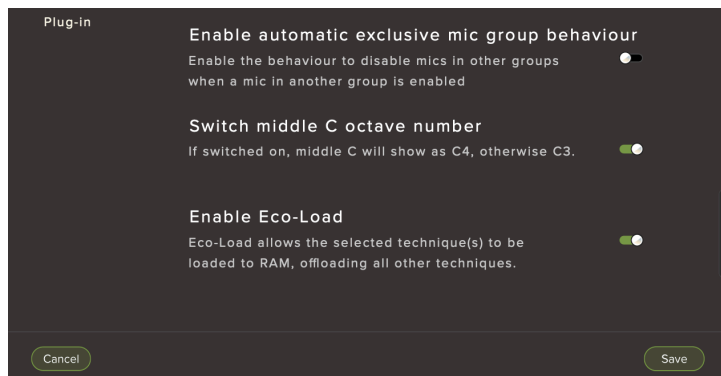 Plug-in
Enable automatic exclusive mic group behaviour
Enable the behaviour to disable mics in other groups
when a mic in another group is enabled
Switch middle C octave number
If switched on, middle C will show as C4, otherwise C3.
Enable Eco-Load
Eco-Load allows the selected technique(s) to be
loaded to RAM, offloading all other techniques.
Cancel
Save